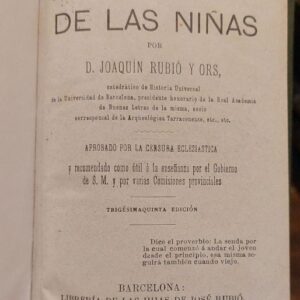 DE LAS NIÑAS
POR
D. JOAQUÍN RUBIÓ Y ORS,
catedrático de Historia Universal
de la Universidad de Barcelona, presidente honorario de la Real Academia
de Buenas Letras de la misma, socio
corresponsal de la Arqueológica Tarraconense, etc., etc.
APROBADO POR LA CENSURA ECLESIÁSTICA
y recomendado como útil á la enseñanza por el Gobierno
de S. M. y por varias Comisiones provinciales
TRIGÉSIMAQUINTA EDICIÓN
Dice el proverbio: La senda por
la cual comenzó á andar el joven
desde el principio, esa misma se-
guirá también cuando viejo.
BARCELONA:
LIBRERÍA DE LAS HIJAS DE JOSÉ RUBIÓ,